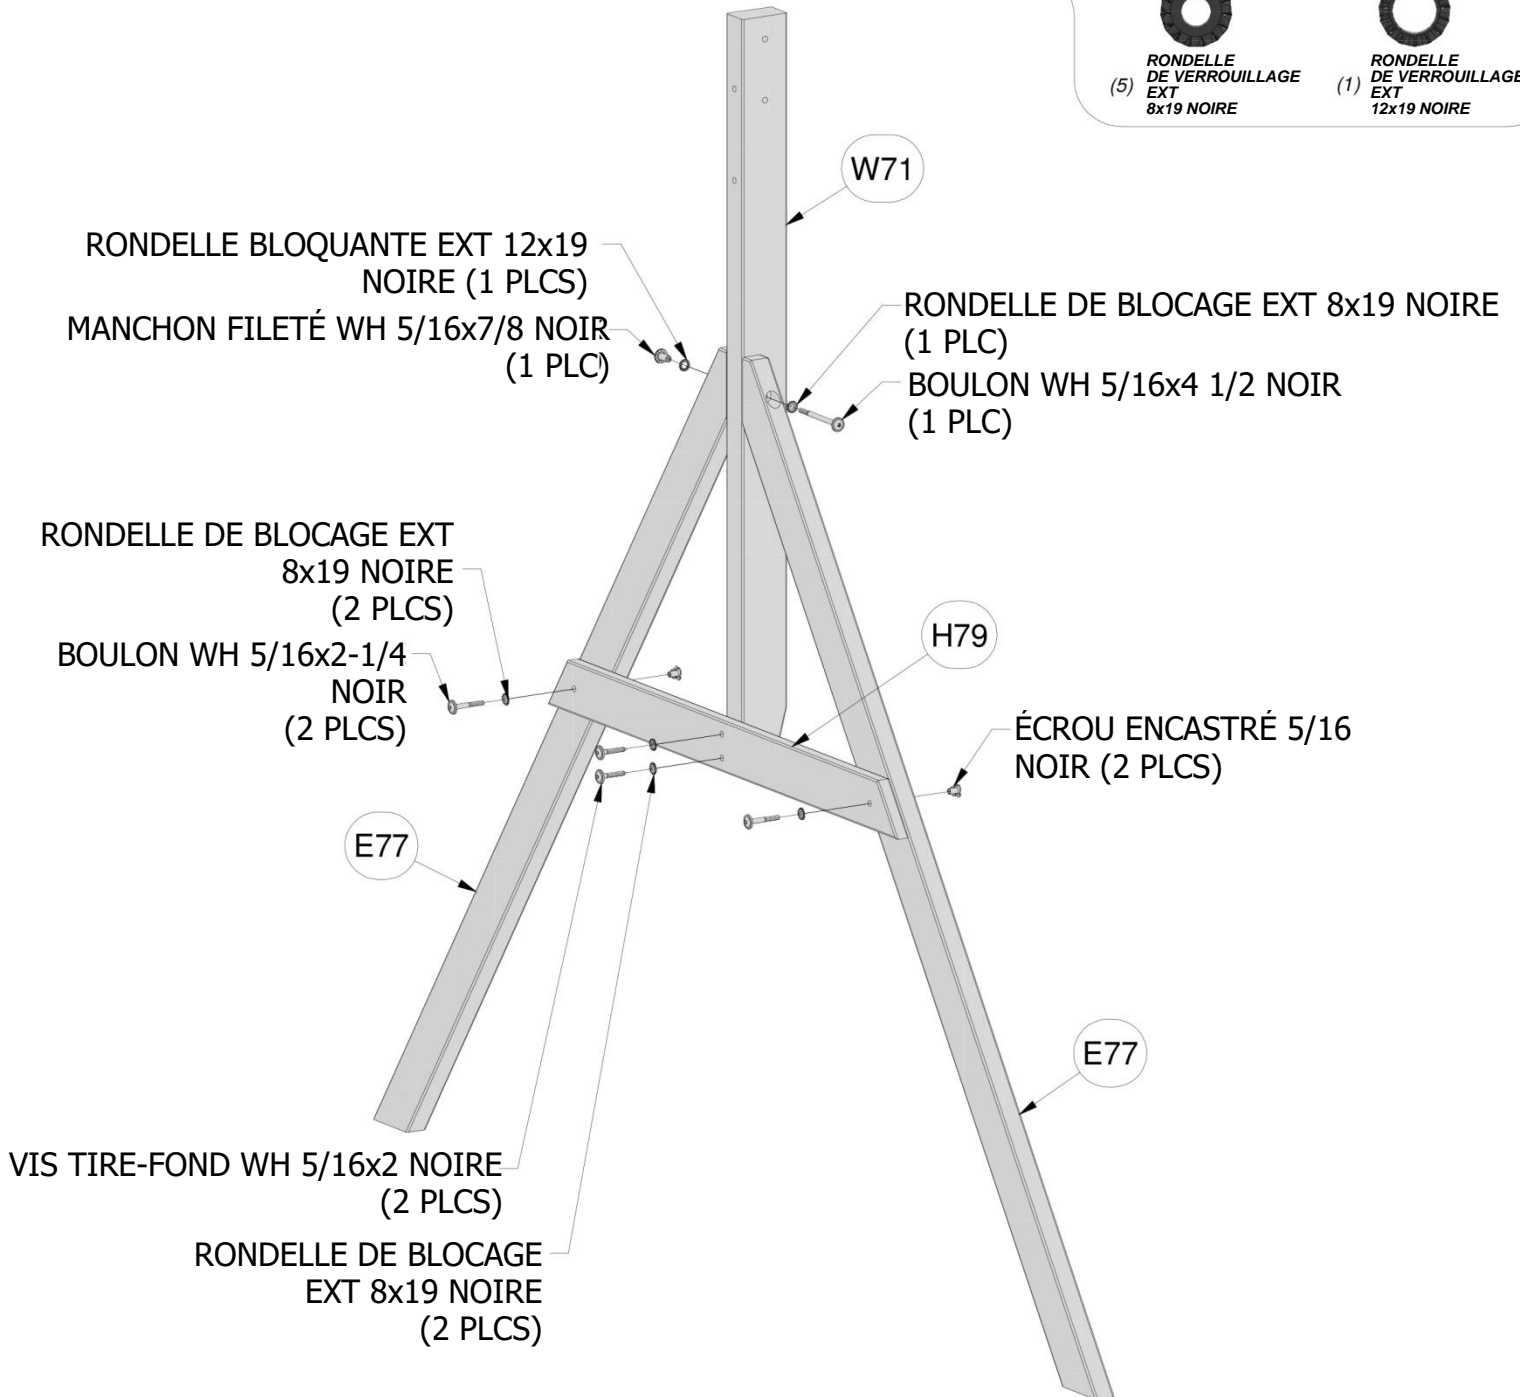 (5) RONDELLE
DE VERROUILLAGE
EXT
8x19 NOIRE
(1) RONDELLE
DE VERROUILLAGE
EXT
12x19 NOIRE
W71
RONDELLE BLOQUANTE EXT 12x19
NOIRE (1 PLCS)
MANCHON FILETÉ WH 5/16x7/8 NOIR
(1 PLC)
RONDELLE DE BLOCAGE EXT 8x19 NOIRE
(1 PLC)
BOULON WH 5/16x4 1/2 NOIR
(1 PLC)
RONDELLE DE BLOCAGE EXT
8x19 NOIRE
(2 PLCS)
BOULON WH 5/16x2-1/4
NOIR
(2 PLCS)
H79
ÉCROU ENCASTRÉ 5/16
NOIR (2 PLCS)
E77
E77
VIS TIRE-FOND WH 5/16x2 NOIRE
(2 PLCS)
RONDELLE DE BLOCAGE
EXT 8x19 NOIRE
(2 PLCS)